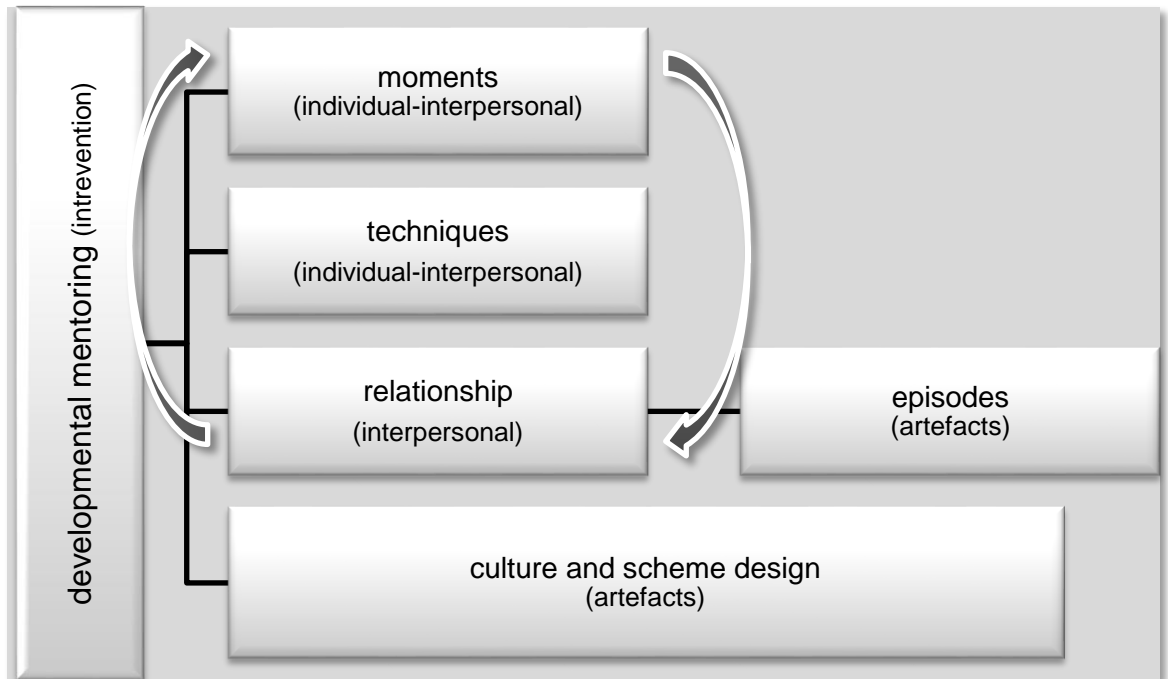 developmental mentoring (intrevention)
moments
(individual-interpersonal)
techniques
(individual-interpersonal)
relationship
(interpersonal)
episodes
(artefacts)
culture and scheme design
(artefacts)